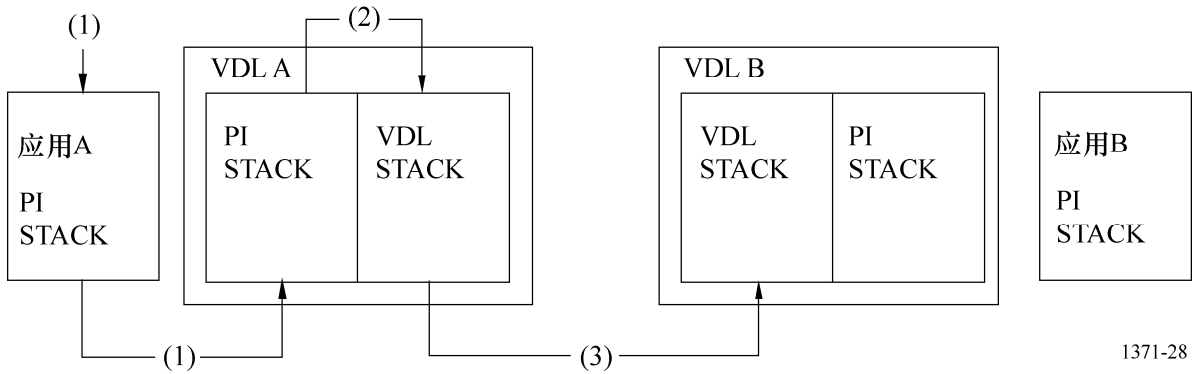 (1)
(2)
VDL A
VDL B
应用A
PI
STACK
PI
STACK
VDL
STACK
VDL
STACK
PI
STACK
应用B
PI
STACK
(1)
(3)
1371-28